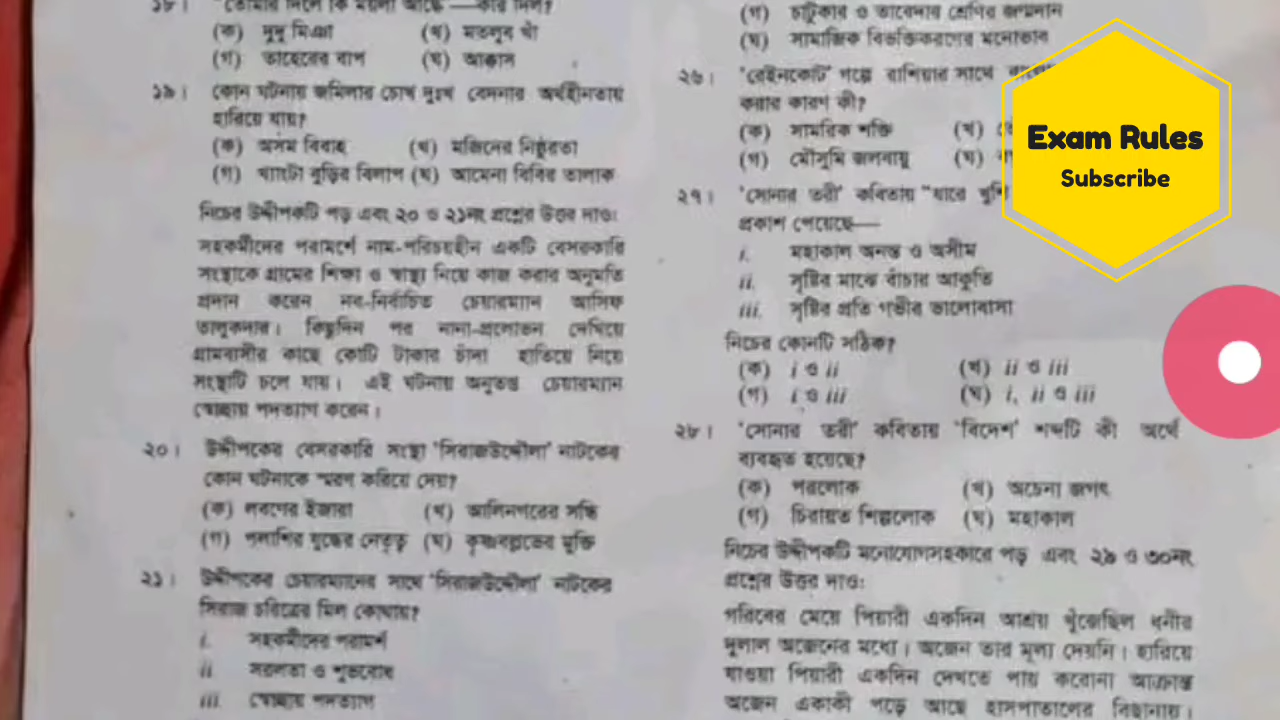 ১৮। "তোমার দিলে কি ময়লা আছে"—কার দিল?
(ক) দুদু মিঞা (খ) মতলুব খাঁ
(গ) তাহেরের বাপ (ঘ) আক্কাস
১৯। কোন ঘটনায় জমিলার চোখ দুঃখ বেদনার অর্থহীনতায়
হারিয়ে যায়?
(ক) অসম বিবাহ (খ) মজিদের নিষ্ঠুরতা
(গ) খ্যাংটা বুড়ির বিলাপ (ঘ) আমেনা বিবির তালাক
নিচের উদ্দীপকটি পড় এবং ২০ ও ২১নং প্রশ্নের উত্তর দাও:
সহকর্মীদের পরামর্শে নাম-পরিচয়হীন একটি বেসরকারি
সংস্থাকে গ্রামের শিক্ষা ও স্বাস্থ্য নিয়ে কাজ করার অনুমতি
প্রদান করেন নব-নির্বাচিত চেয়ারম্যান আসিফ
তালুকদার। কিছুদিন পর নানা-প্রলোভন দেখিয়ে
গ্রামবাসীর কাছে কোটি টাকার চাঁদা হাতিয়ে নিয়ে
সংস্থাটি চলে যায়। এই ঘটনায় অনুতপ্ত চেয়ারম্যান
স্বেচ্ছায় পদত্যাগ করেন।
২০। উদ্দীপকের বেসরকারি সংস্থা 'সিরাজউদ্দৌলা' নাটকের
কোন ঘটনাকে স্মরণ করিয়ে দেয়?
(ক) লবণের ইজারা (খ) আলিনগরের সন্ধি
(গ) পলাশির যুদ্ধের নেতৃত্ব (ঘ) কৃষ্ণবল্লভের মুক্তি
২১। উদ্দীপকের চেয়ারম্যানের সাথে 'সিরাজউদ্দৌলা' নাটকের
সিরাজ চরিত্রের মিল কোথায়?
i. সহকর্মীদের পরামর্শ
ii সরলতা ও শুভবোধ
iii. স্বেচ্ছায় পদত্যাগ
(গ) চাটুকার ও তাবেদার শ্রেণির জন্মদান
(ঘ) সামাজিক বিভক্তিকরণের মনোভাব
২৬। 'রেইনকোট' গল্পে রাশিয়ার সাথে
করার কারণ কী?
(ক) সামরিক শক্তি (খ)
(গ) মৌসুমি জলবায়ু (ঘ)
২৭। 'সোনার তরী' কবিতায় "যারে খুশি
প্রকাশ পেয়েছে—
i. মহাকাল অনন্ত ও অসীম
ii. সৃষ্টির মাঝে বাঁচার আকুতি
iii. সৃষ্টির প্রতি গভীর ভালোবাসা
নিচের কোনটি সঠিক?
(ক) i ও ii (খ) ii ও iii
(গ) i ও iii (ঘ) i, ii ও iii
২৮। 'সোনার তরী' কবিতায় 'বিদেশ' শব্দটি কী অর্থে
ব্যবহৃত হয়েছে?
(ক) পরলোক (খ) অচেনা জগৎ
(গ) চিরায়ত শিল্পলোক (ঘ) মহাকাল
নিচের উদ্দীপকটি মনোযোগসহকারে পড় এবং ২৯ ও ৩০নং
প্রশ্নের উত্তর দাও:
গরিবের মেয়ে পিয়ারী একদিন আশ্রয় খুঁজেছিল ধনীর
দুলাল অজেনের মধ্যে। অজেন তার মূল্য দেয়নি। হারিয়ে
যাওয়া পিয়ারী একদিন দেখতে পায় করোনা আক্রান্ত
অজেন একাকী পড়ে আছে হাসপাতালের বিছানায়।
Exam Rules
Subscribe